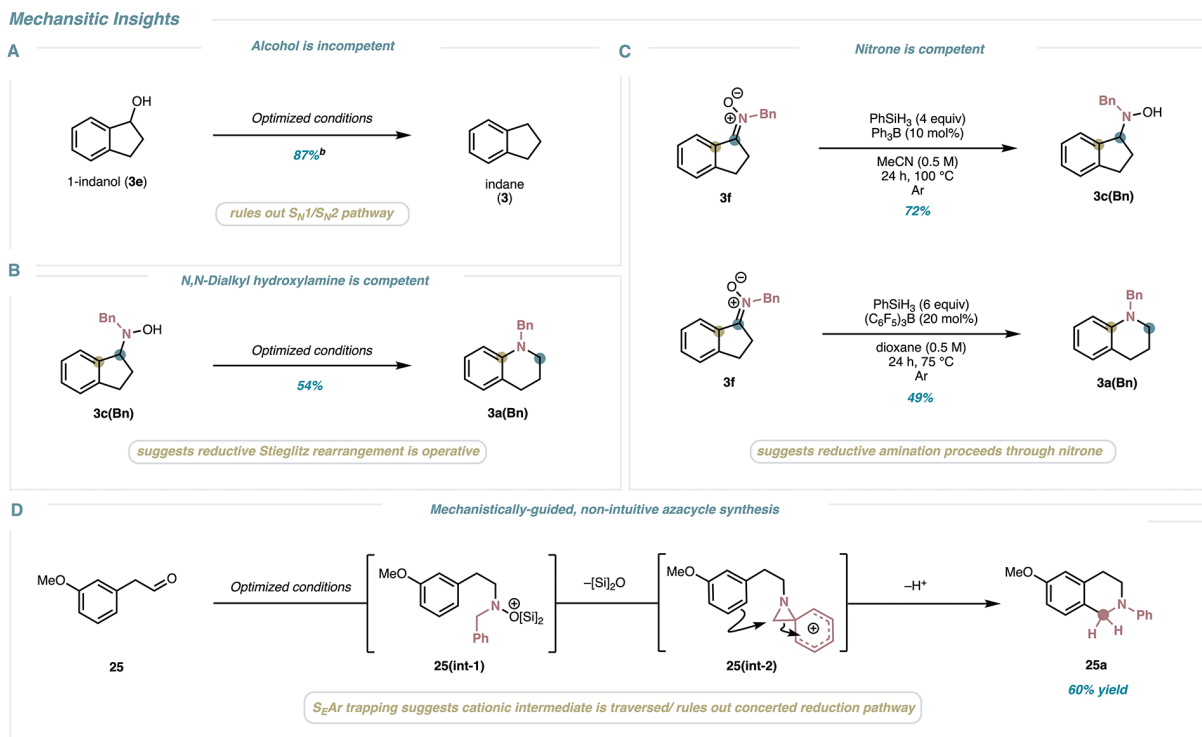 Mechansitic Insights
A
Alcohol is incompetent
OH
1-indanol (3e)
Optimized conditions
87%ᵇ
indane
(3)
rules out SN1/SN2 pathway
B
N,N-Dialkyl hydroxylamine is competent
Bn
N
OH
3c(Bn)
Optimized conditions
54%
Bn
N
3a(Bn)
suggests reductive Stieglitz rearrangement is operative
C
Nitrone is competent
O
⊖
⊕
N
Bn
3f
PhSiH₃ (4 equiv)
Ph₃B (10 mol%)
MeCN (0.5 M)
24 h, 100 °C
Ar
72%
Bn
N
OH
3c(Bn)
O
⊖
⊕
N
Bn
3f
PhSiH₃ (6 equiv)
(C₆F₅)₃B (20 mol%)
dioxane (0.5 M)
24 h, 75 °C
Ar
49%
Bn
N
3a(Bn)
suggests reductive amination proceeds through nitrone
D
Mechanistically-guided, non-intuitive azacycle synthesis
MeO
O
25
Optimized conditions
MeO
N
⊕
O[Si]₂
Ph
25(int-1)
–[Si]₂O
MeO
N
⊕
25(int-2)
–H⁺
MeO
N
Ph
H
H
25a
60% yield
SEAr trapping suggests cationic intermediate is traversed/ rules out concerted reduction pathway